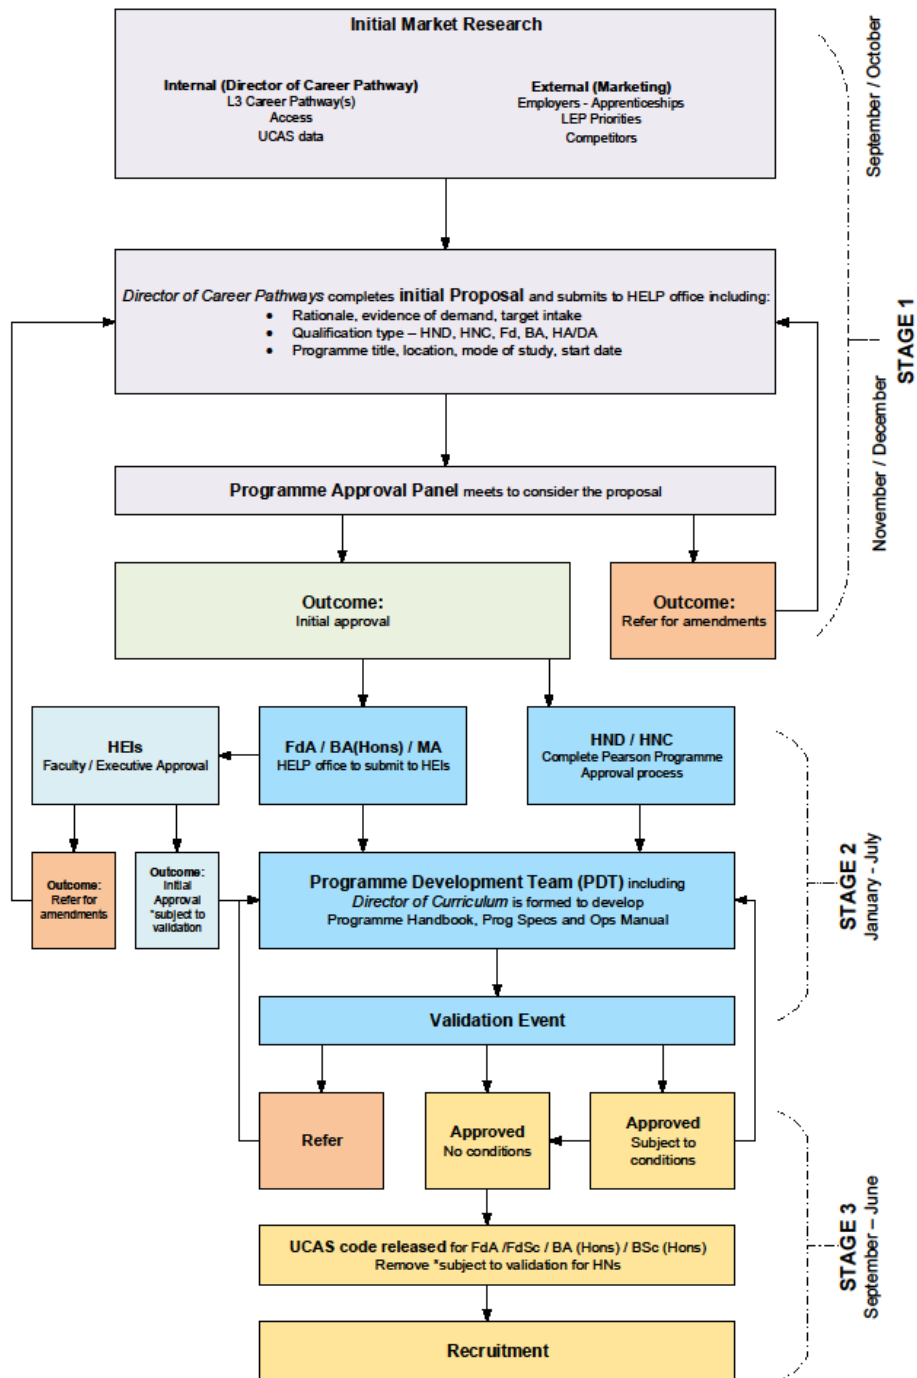 Initial Market Research
Internal (Director of Career Pathway)
L3 Career Pathway(s)
Access
UCAS data
External (Marketing)
Employers - Apprenticeships
LEP Priorities
Competitors
September / October
Director of Career Pathways completes initial Proposal and submits to HELP office including:
• Rationale, evidence of demand, target intake
• Qualification type – HND, HNC, Fd, BA, HA/DA
• Programme title, location, mode of study, start date
STAGE 1
November / December
Programme Approval Panel meets to consider the proposal
Outcome:
Initial approval
Outcome:
Refer for amendments
HEIs
Faculty / Executive Approval
FdA / BA(Hons) / MA
HELP office to submit to HEIs
HND / HNC
Complete Pearson Programme
Approval process
Outcome:
Refer for
amendments
Outcome:
Initial
Approval
*subject to
validation
Programme Development Team (PDT) including
Director of Curriculum is formed to develop
Programme Handbook, Prog Specs and Ops Manual
STAGE 2
January - July
Validation Event
Refer
Approved
No conditions
Approved
Subject to
conditions
UCAS code released for FdA /FdSc / BA (Hons) / BSc (Hons)
Remove *subject to validation for HNs
STAGE 3
September – June
Recruitment